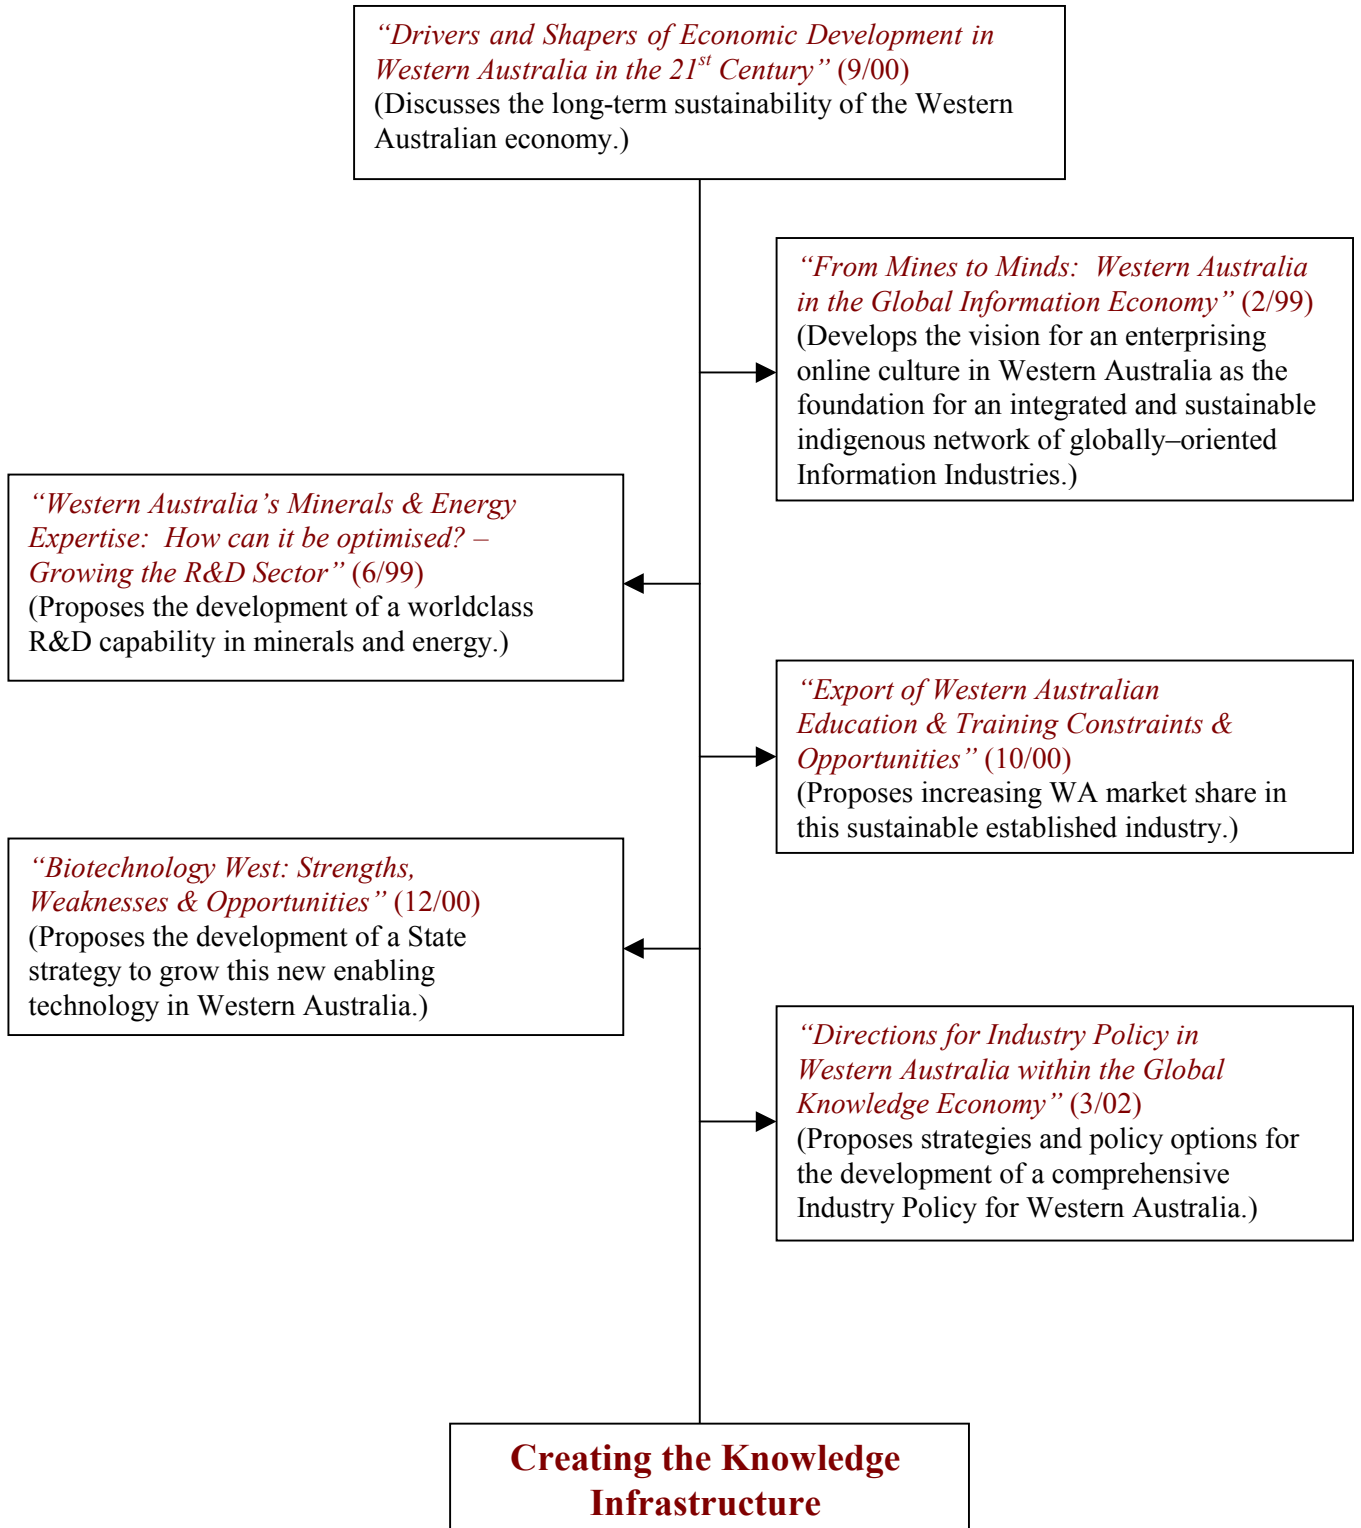 “Drivers and Shapers of Economic Development in
Western Australia in the 21st Century” (9/00)
(Discusses the long-term sustainability of the Western
Australian economy.)
“From Mines to Minds:  Western Australia
in the Global Information Economy” (2/99)
(Develops the vision for an enterprising
online culture in Western Australia as the
foundation for an integrated and sustainable
indigenous network of globally–oriented
Information Industries.)
“Western Australia’s Minerals & Energy
Expertise:  How can it be optimised? –
Growing the R&D Sector” (6/99)
(Proposes the development of a worldclass
R&D capability in minerals and energy.)
“Export of Western Australian
Education & Training Constraints &
Opportunities” (10/00)
(Proposes increasing WA market share in
this sustainable established industry.)
“Biotechnology West: Strengths,
Weaknesses & Opportunities” (12/00)
(Proposes the development of a State
strategy to grow this new enabling
technology in Western Australia.)
“Directions for Industry Policy in
Western Australia within the Global
Knowledge Economy” (3/02)
(Proposes strategies and policy options for
the development of a comprehensive
Industry Policy for Western Australia.)
Creating the Knowledge
Infrastructure